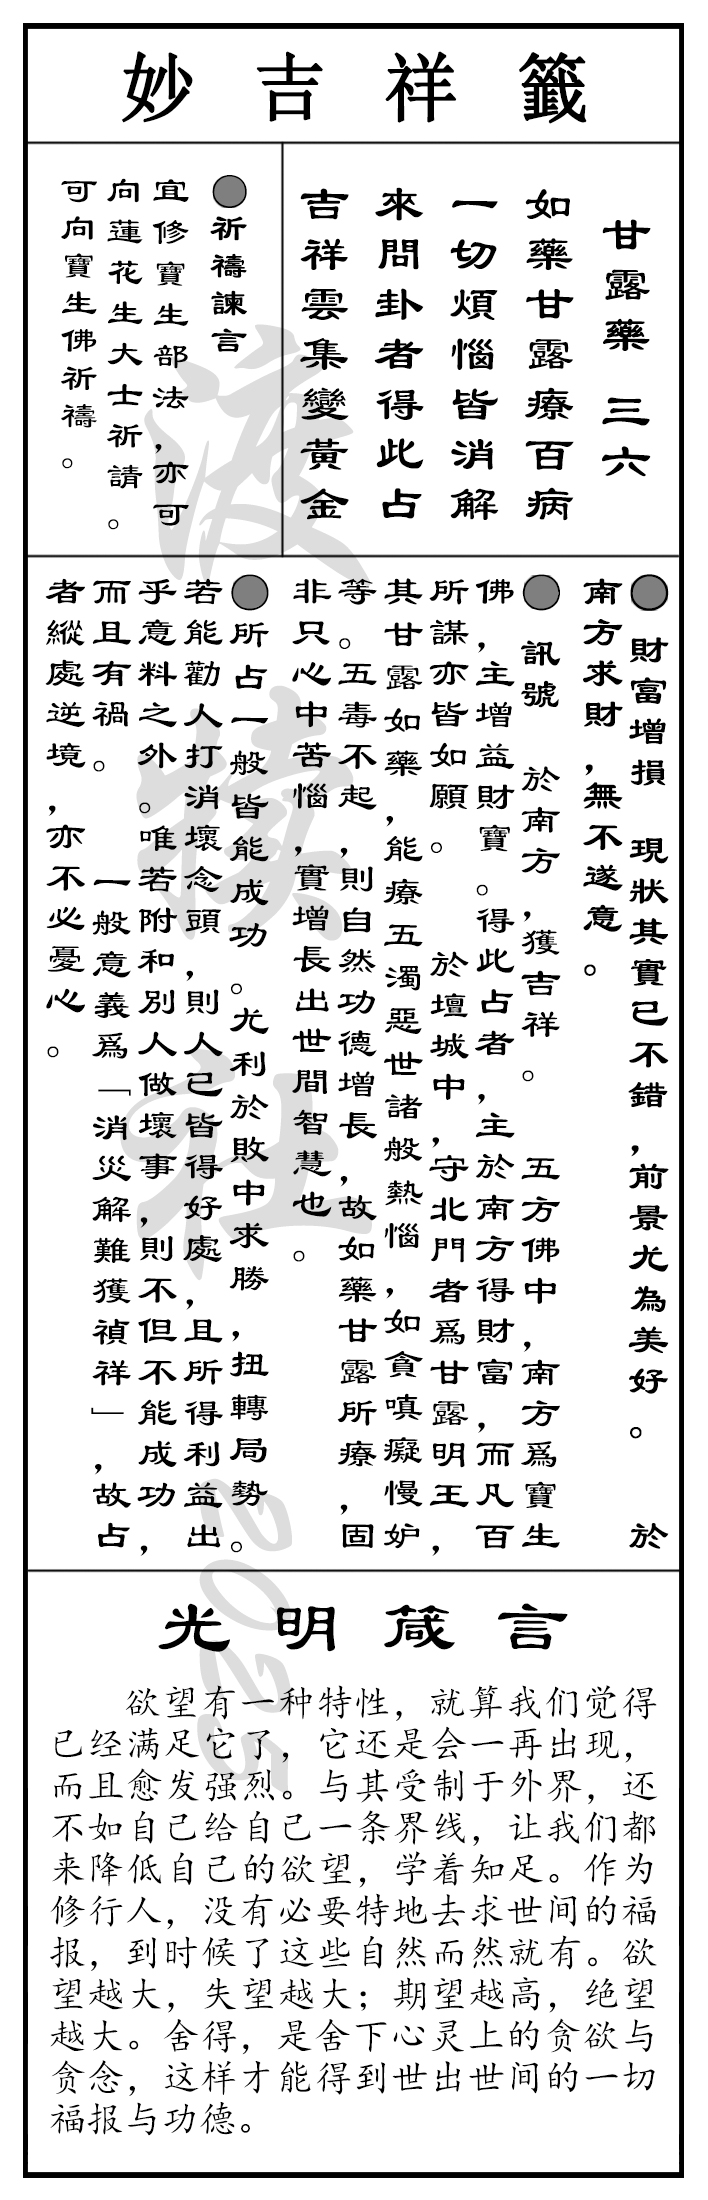 妙吉祥籤
甘露藥 三六
如藥甘露療百病
一切煩惱皆消解
來問卦者得此占
吉祥雲集變黃金
●祈禱諫言
宜修寶生部法，亦可
向蓮花生大士祈請。
可向寶生佛祈禱。
●財富增損 現狀其實已不錯，前景尤為美好。 於
南方求財，無不遂意。
●訊號 於南方，獲吉祥。 五方佛中，南方爲寶生
佛，主增益財寶。得此占者，主於南方得財富，而凡百
所謀亦皆如願。 於壇城中，守北門者爲甘露明王，
其甘露如藥，能療五濁惡世諸般熱惱，如貪嗔癡慢妒
等。五毒不起，則自然功德增長，故如藥甘露所療，固
非只心中苦惱，實增長出世間智慧也。
●所占一般皆能成功。尤利於敗中求勝，扭轉局勢。
若能勸人打消壞念頭，則人己皆得好處，且所得利益出
乎意料之外。唯若附和別人做壞事，則不但不能成功，
而且有禍。 一般意義爲「消災解難獲禎祥」，故占
者縱處逆境，亦不必憂心。
光明箴言
欲望有一种特性，就算我们觉得
已经满足它了，它还是会一再出现，
而且愈发强烈。与其受制于外界，还
不如自己给自己一条界线，让我们都
来降低自己的欲望，学着知足。作为
修行人，没有必要特地去求世间的福
报，到时候了这些自然而然就有。欲
望越大，失望越大；期望越高，绝望
越大。舍得，是舍下心灵上的贪欲与
贪念，这样才能得到世出世间的一切
福报与功德。
2025